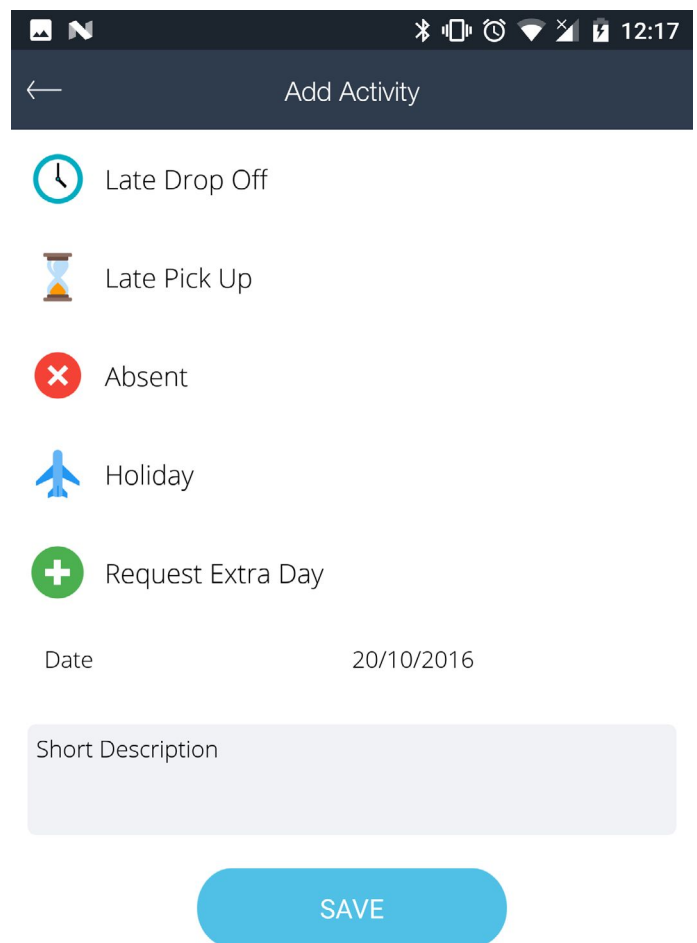 12:17
Add Activity
Late Drop Off
Late Pick Up
Absent
Holiday
Request Extra Day
Date 20/10/2016
Short Description
SAVE